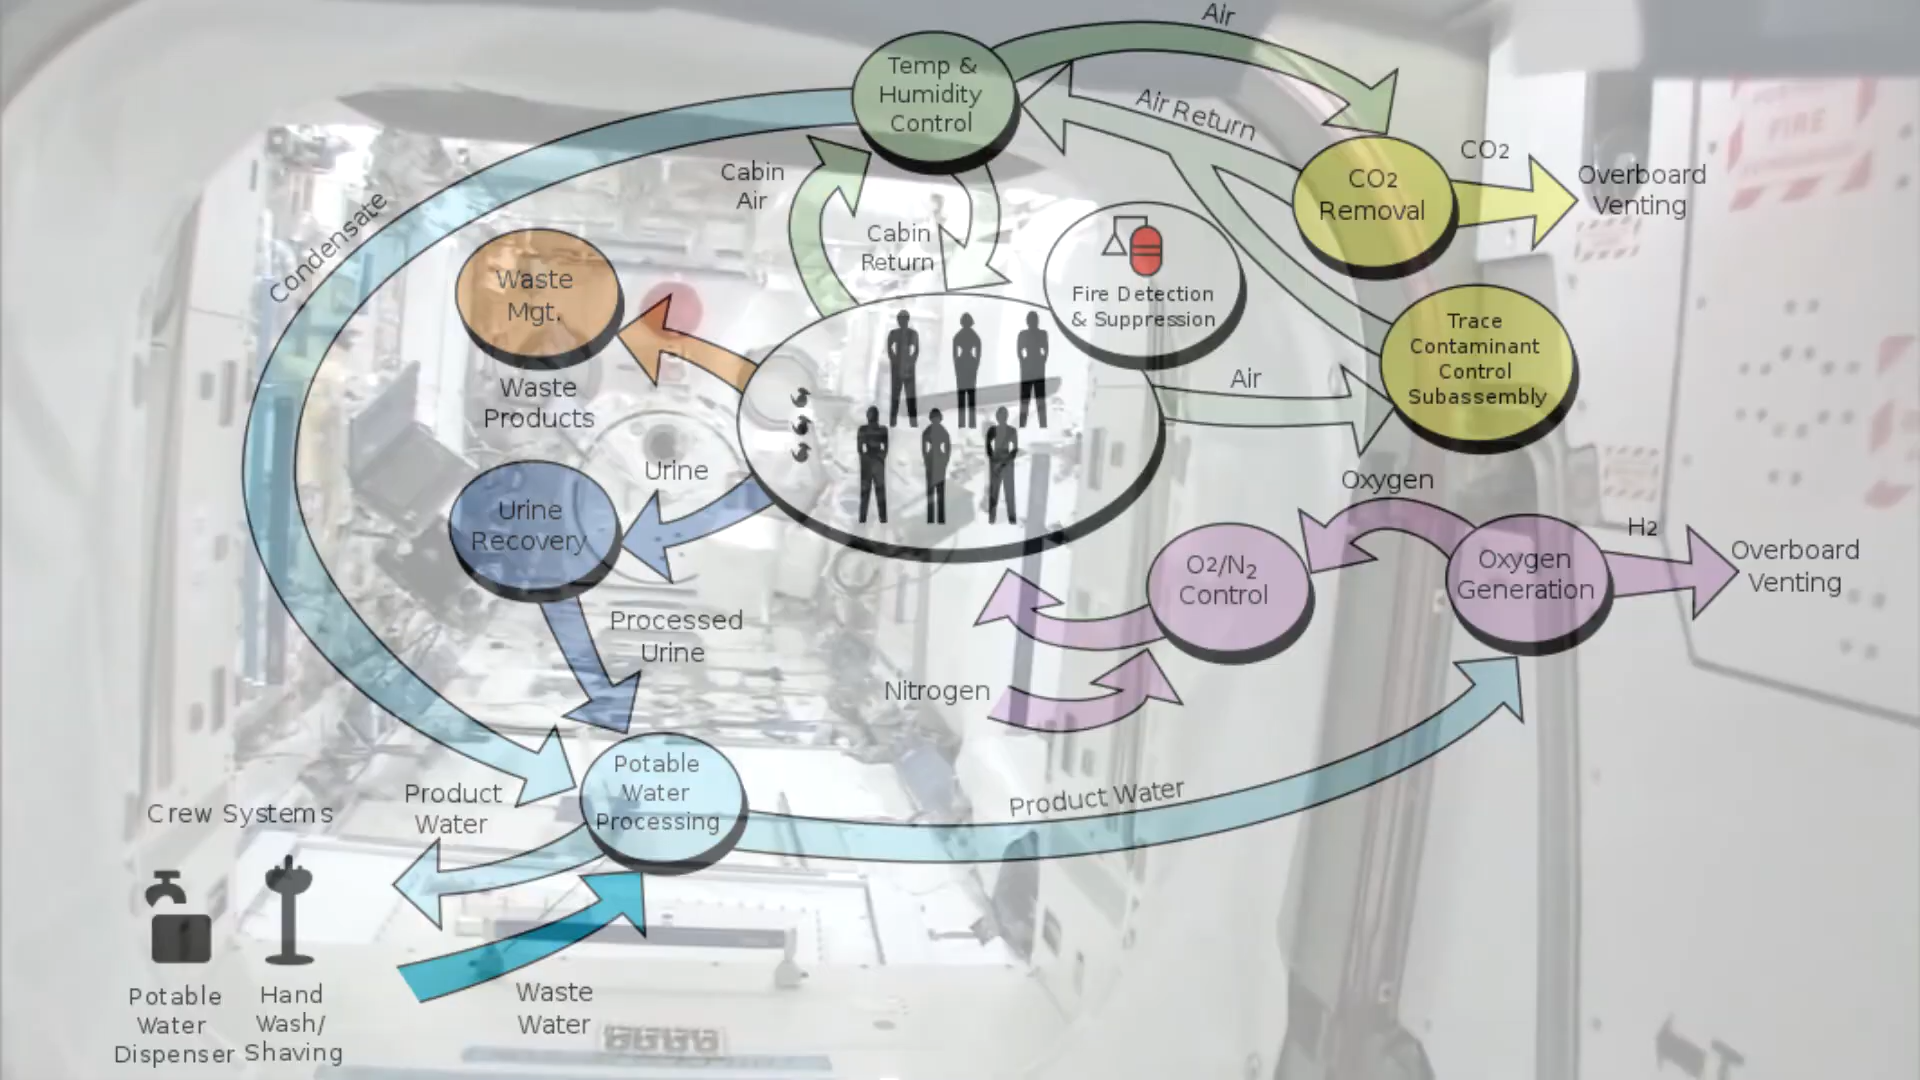 Air
Temp &
Humidity
Control
Air Return
CO2
CO2
Removal
Overboard
Venting
Cabin
Air
Cabin
Return
Condensate
Waste
Mgt.
Fire Detection
& Suppression
Trace
Contaminant
Control
Subassembly
Waste
Products
Air
Urine
Oxygen
Urine
Recovery
O2/N2
Control
Oxygen
Generation
H2
Overboard
Venting
Processed
Urine
Nitrogen
Potable
Water
Processing
Product
Water
Product Water
Crew Systems
Waste
Water
Potable
Water
Dispenser
Hand
Wash/
Shaving
FIRE